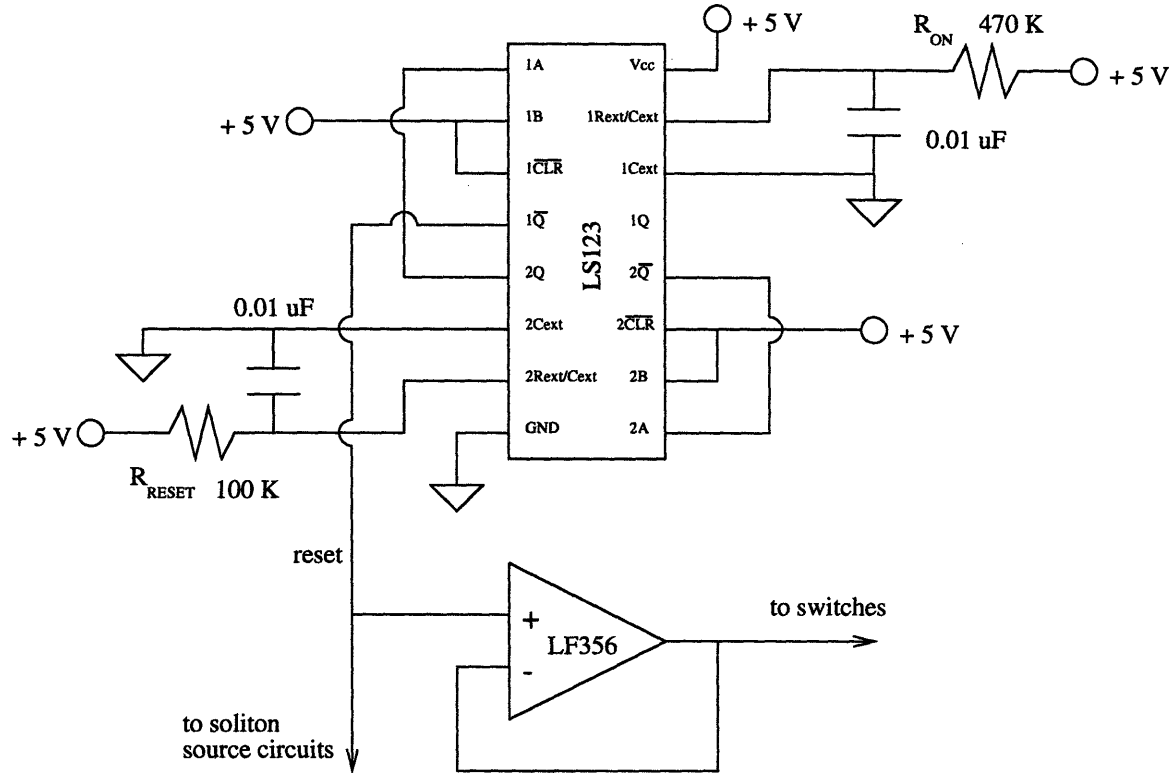 + 5 V
R_ON 470 K
+ 5 V
1A
Vcc
+ 5 V
1B
1Rext/Cext
0.01 uF
1C̅L̅R̅
1Cext
1Q̅
1Q
LS123
2Q
2Q̅
0.01 uF
2Cext
2C̅L̅R̅
+ 5 V
2Rext/Cext
2B
+ 5 V
GND
2A
R_RESET 100 K
reset
+
LF356
-
to switches
to soliton
source circuits